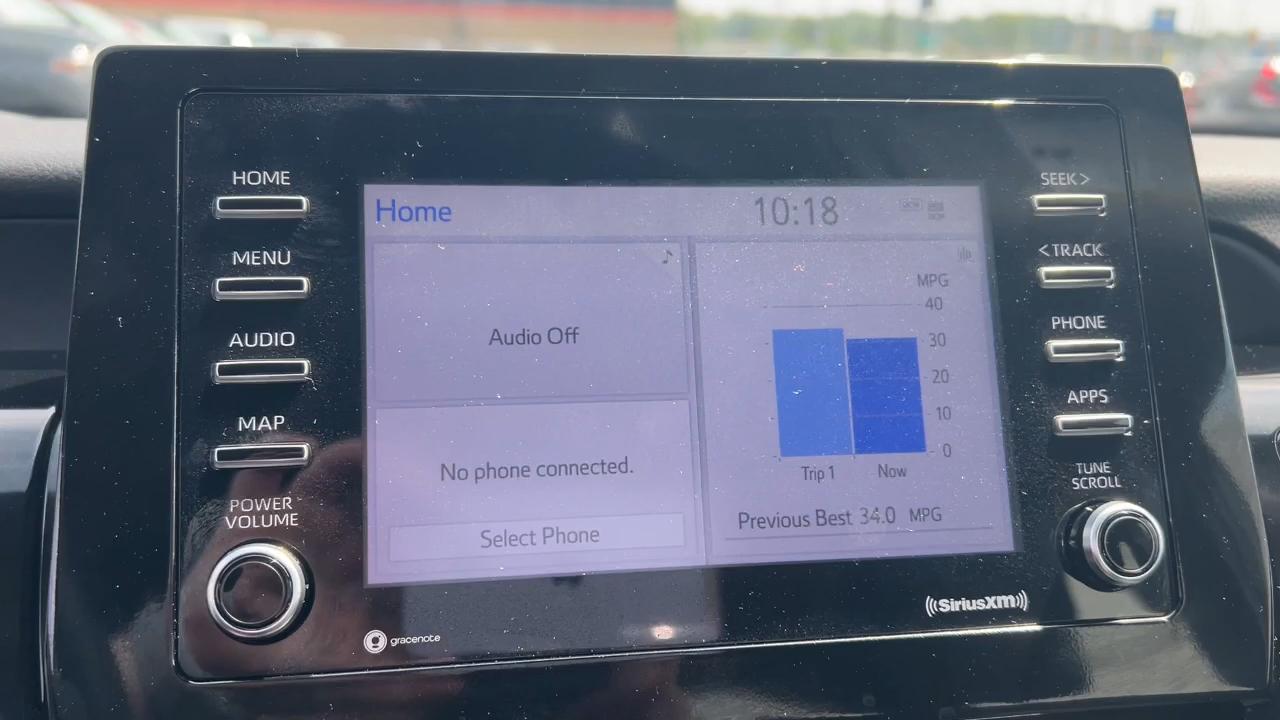 HOME
MENU
AUDIO
MAP
POWER
VOLUME
Home
10:18
Audio Off
No phone connected.
Select Phone
MPG
40
30
20
10
0
Trip 1
Now
Previous Best 34.0 MPG
SEEK >
< TRACK
PHONE
APPS
TUNE
SCROLL
gracenote
((SiriusXM))